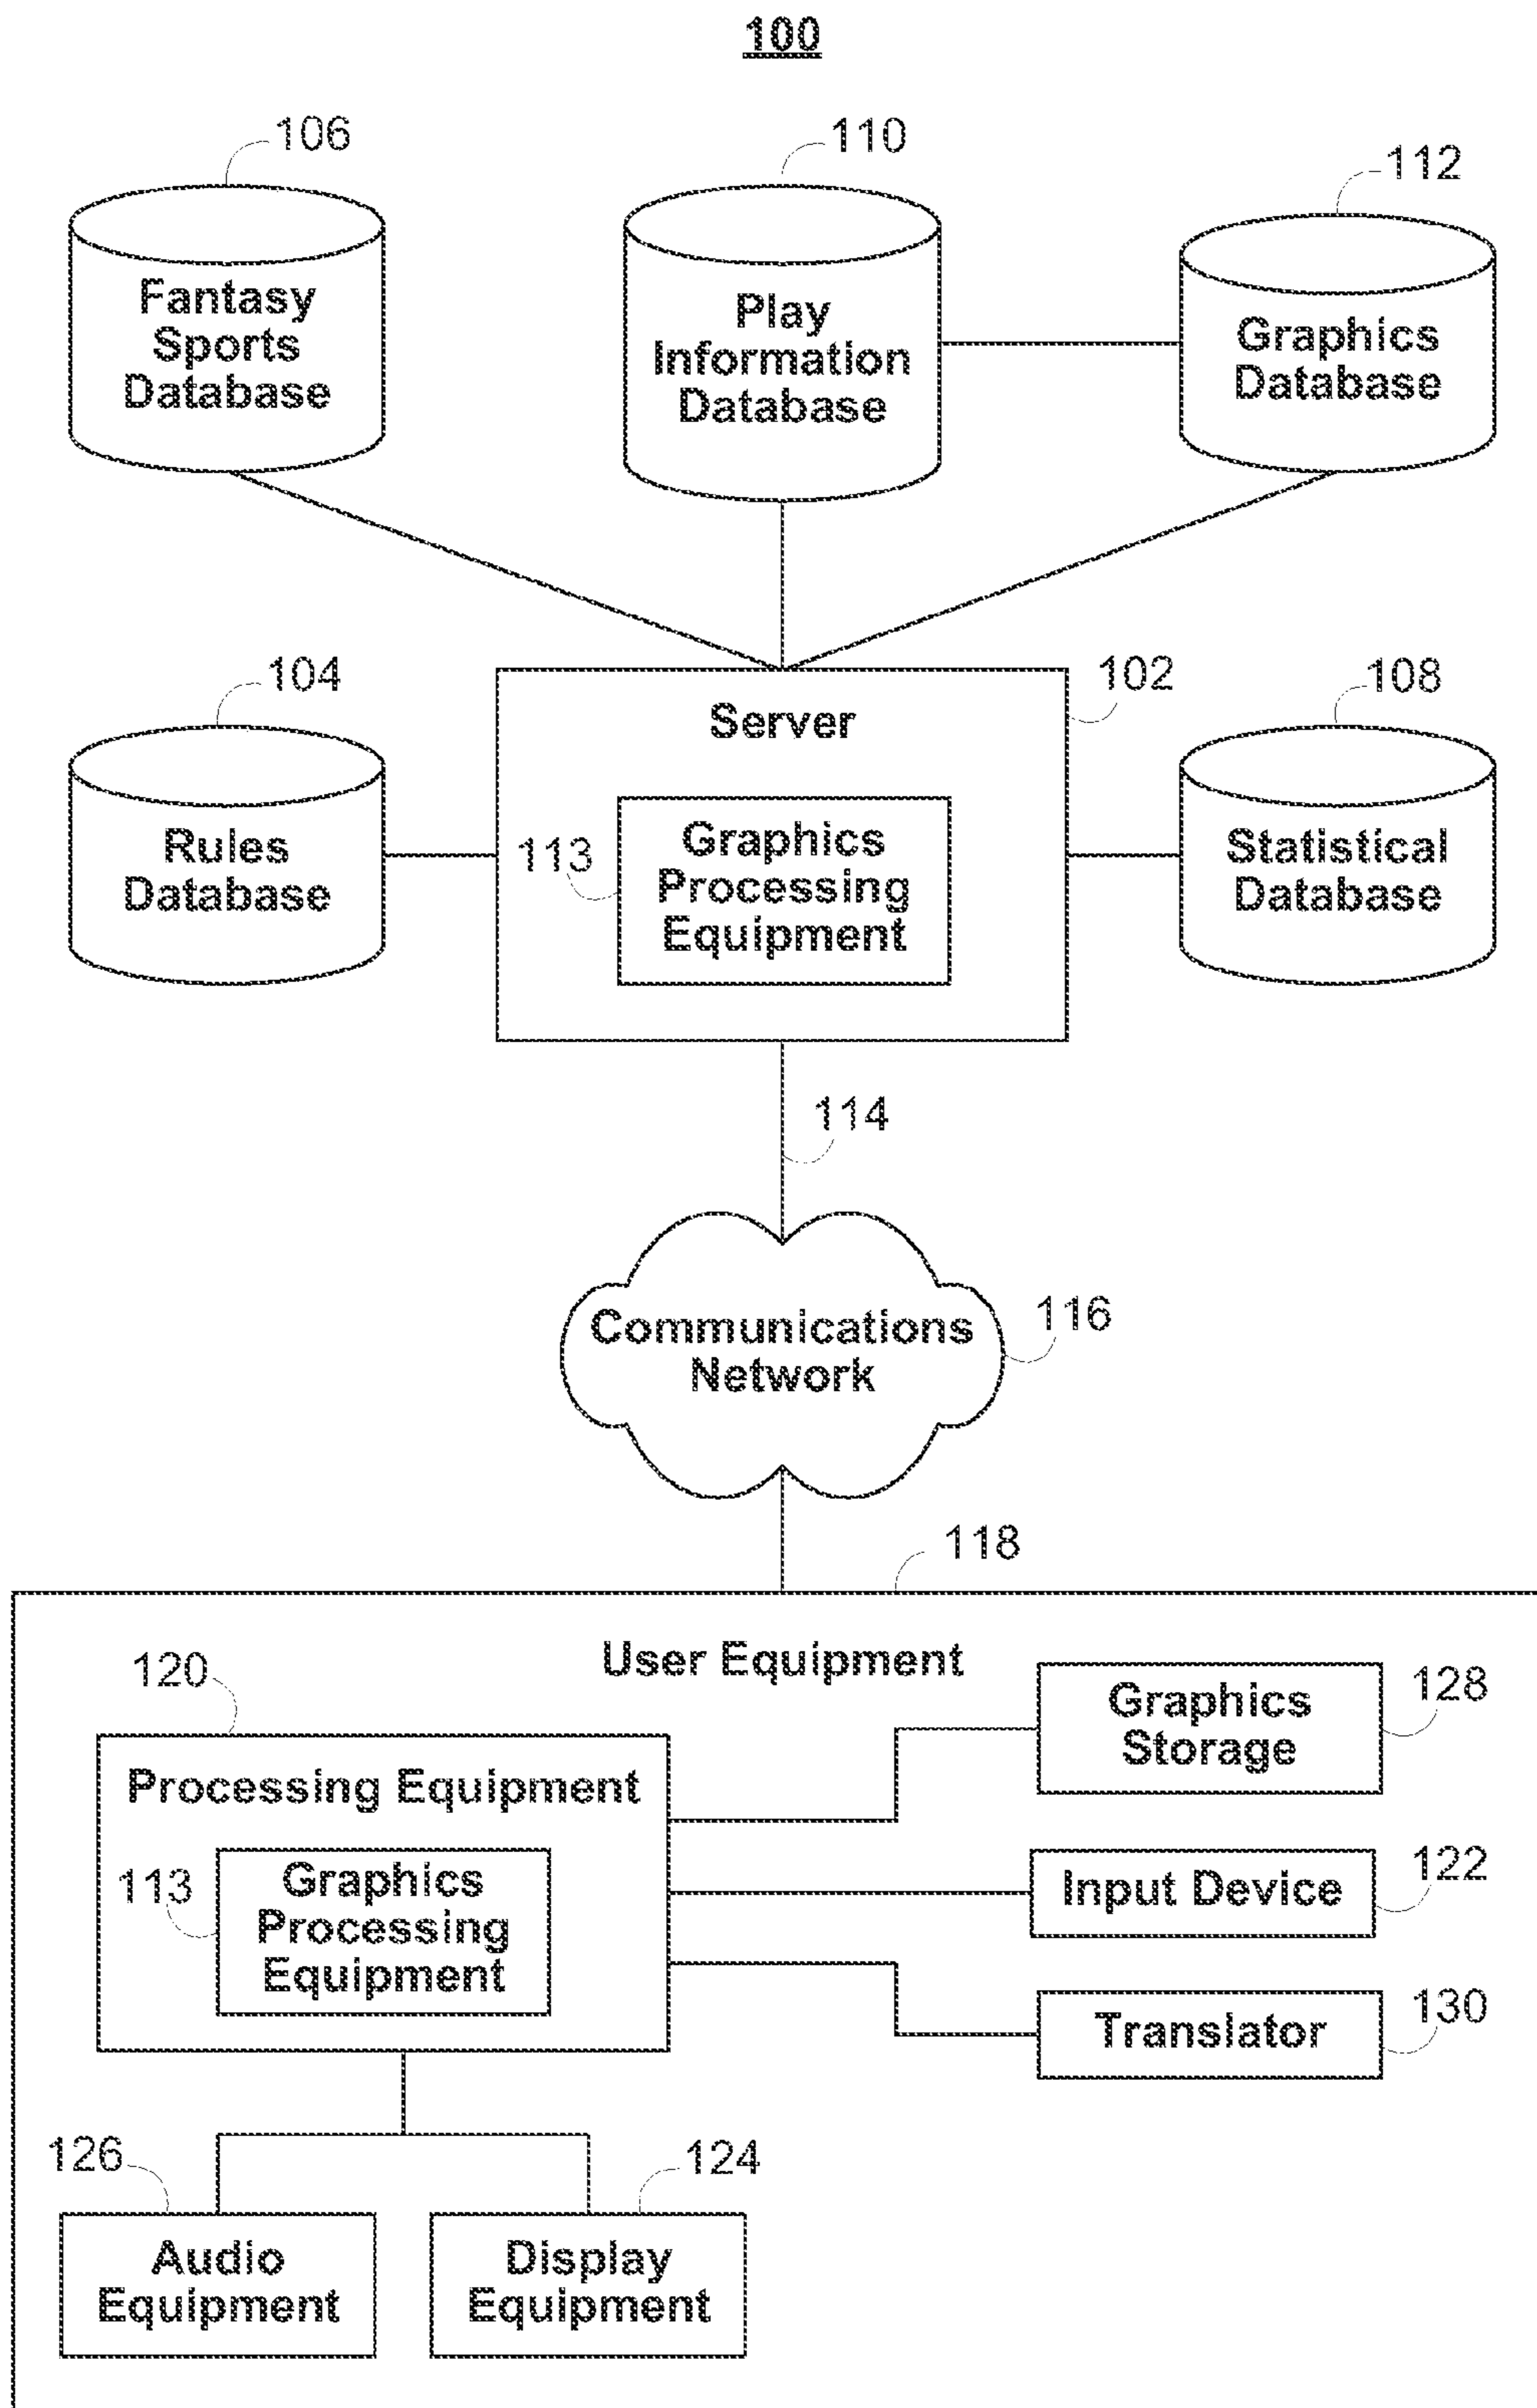 100
106
110
112
Fantasy
Sports
Database
Play
Information
Database
Graphics
Database
104
102
108
Server
Rules
Database
113
Graphics
Processing
Equipment
Statistical
Database
114
Communications
Network
116
118
User Equipment
120
Processing Equipment
113
Graphics
Processing
Equipment
Graphics
Storage
128
Input Device
122
Translator
130
126
124
Audio
Equipment
Display
Equipment